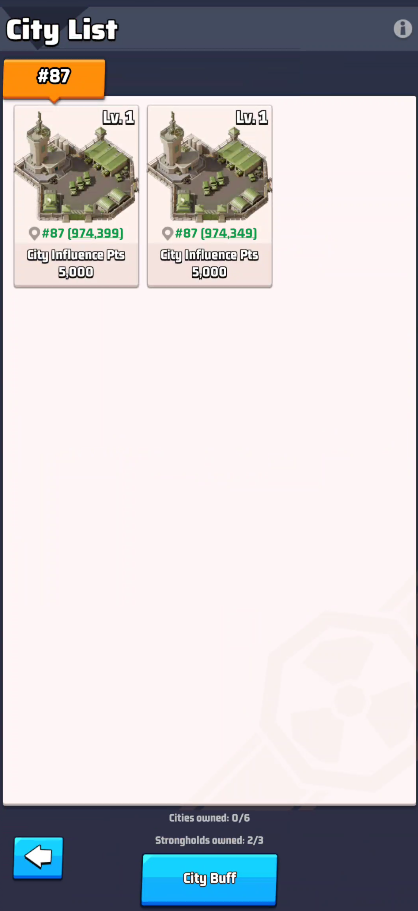 City List
#87
Lv. 1
Lv. 1
#87 (974,399)
#87 (974,349)
City Influence Pts
5,000
City Influence Pts
5,000
Cities owned: 0/6
Strongholds owned: 2/3
City Buff